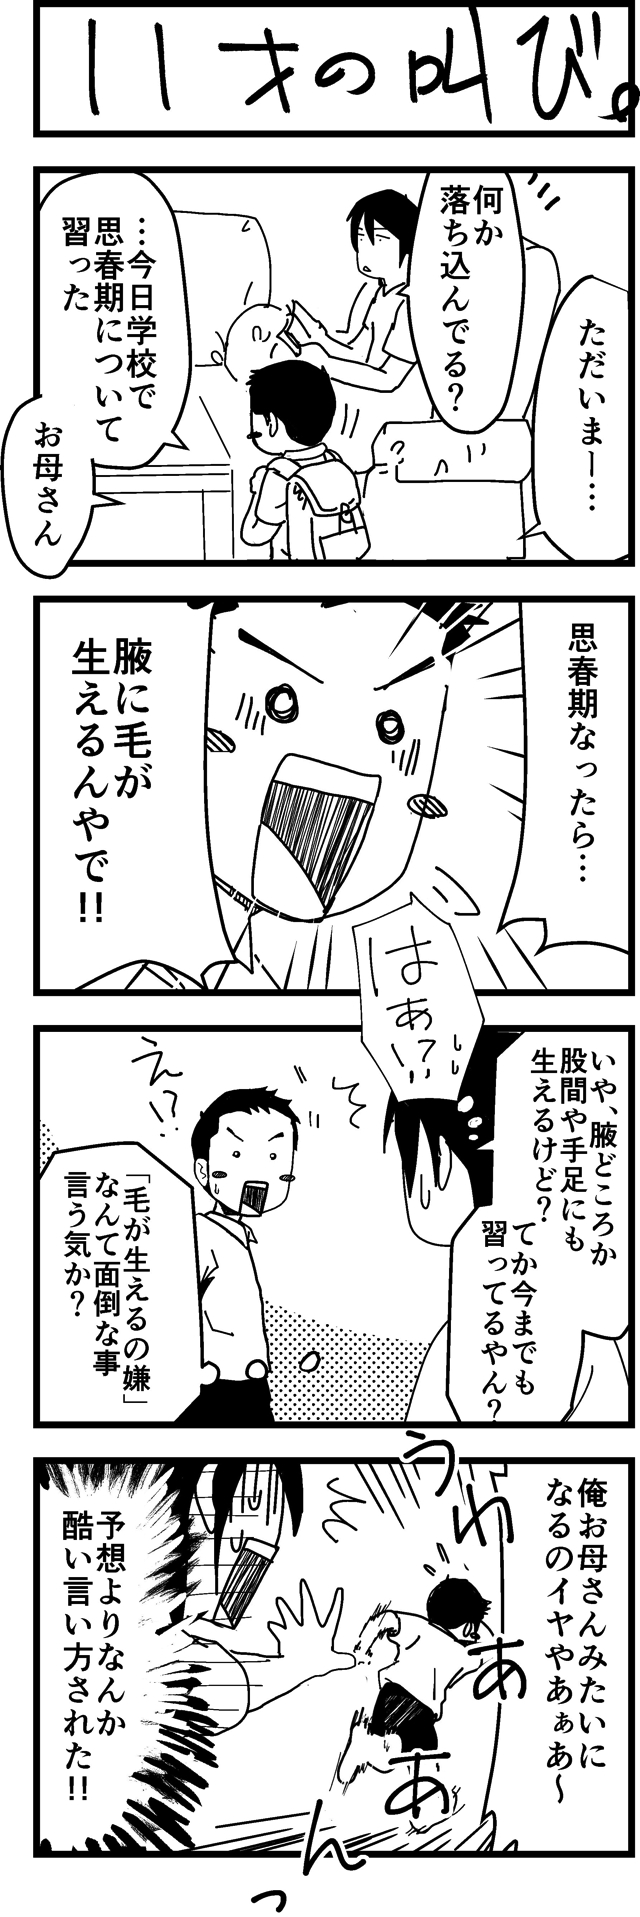 11才の叫び。
ただいまー…
何か
落ち込んでる？
…今日学校で
思春期について
習った
お母さん
思春期なったら…
腋に毛が
生えるんやで!!
はぁ!?
いや、腋どころか
股間や手足にも
生えるけど？
てか今までも
習ってるやん？
え!?
「毛が生えるの嫌」
なんて面倒な事
言う気か？
俺お母さんみたいに
なるのイヤやあぁあ〜
うわああんっ
予想よりなんか
酷い言い方された!!